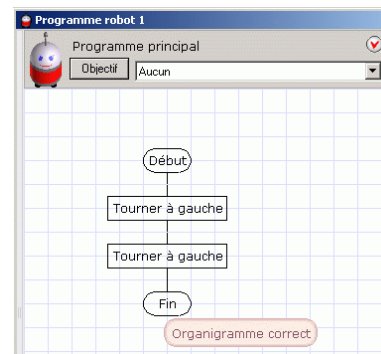 Programme robot 1
Programme principal
Objectif
Aucun
Début
Tourner à gauche
Tourner à gauche
Fin
Organigramme correct